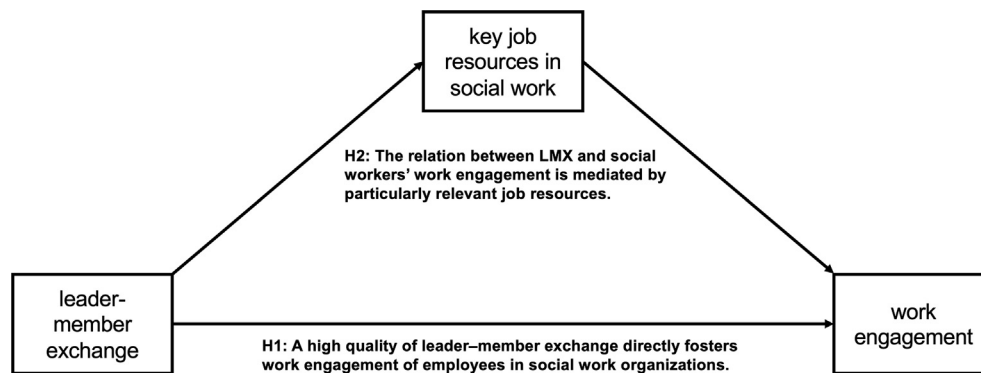 key job
resources in
social work
H2: The relation between LMX and social
workers’ work engagement is mediated by
particularly relevant job resources.
leader-
member
exchange
work
engagement
H1: A high quality of leader–member exchange directly fosters
work engagement of employees in social work organizations.